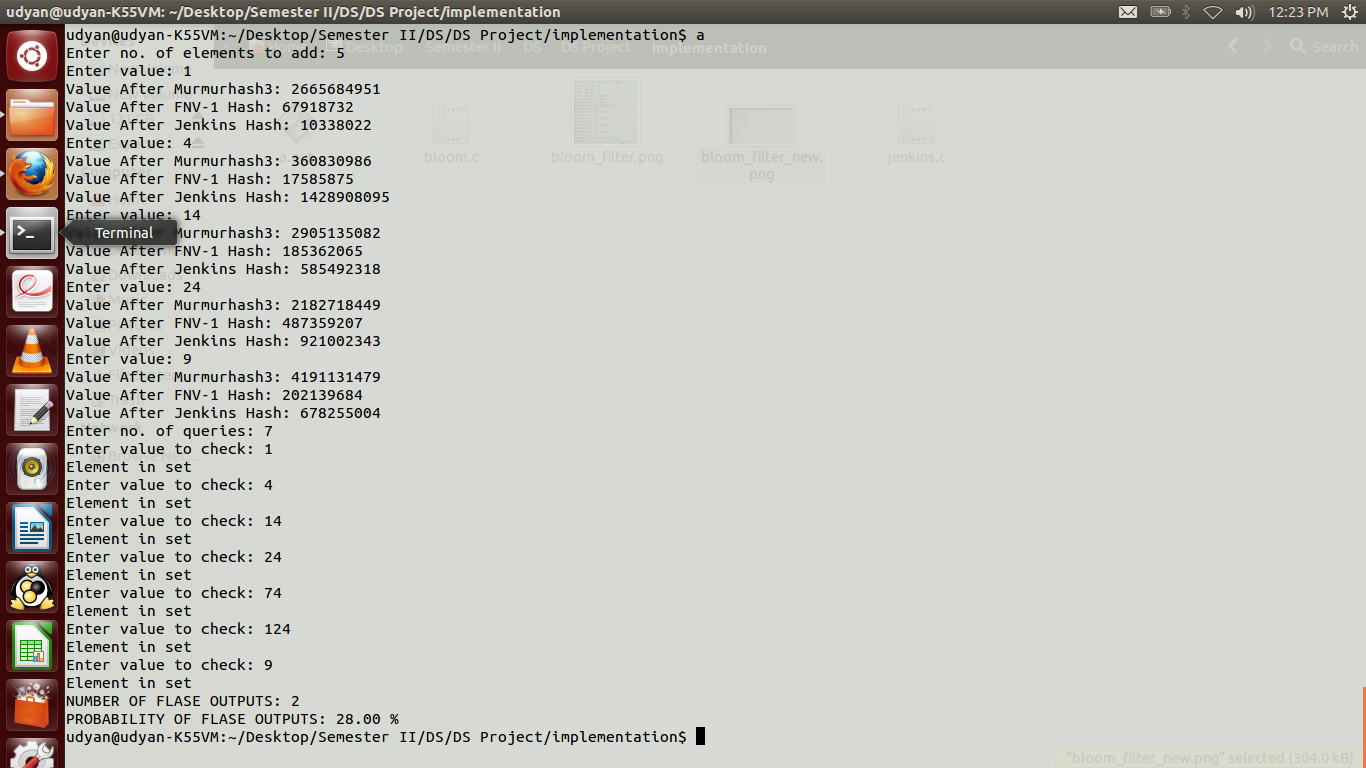 udyan@udyan-K55VM: ~/Desktop/Semester II/DS/DS Project/implementation
12:23 PM
udyan@udyan-K55VM:~/Desktop/Semester II/DS/DS Project/implementation$ a
Home
Desktop
Semester II
DS
DS Project
implementation
Search
Enter no. of elements to add: 5
Enter value: 1
Value After Murmurhash3: 2665684951
Value After FNV-1 Hash: 67918732
Value After Jenkins Hash: 10338022
Enter value: 4
Value After Murmurhash3: 360830986
Value After FNV-1 Hash: 17585875
Value After Jenkins Hash: 1428908095
Enter value: 14
Terminal
Murmurhash3: 2905135082
Value After FNV-1 Hash: 185362065
Value After Jenkins Hash: 585492318
Enter value: 24
Value After Murmurhash3: 2182718449
Value After FNV-1 Hash: 487359207
Value After Jenkins Hash: 921002343
Enter value: 9
Value After Murmurhash3: 4191131479
Value After FNV-1 Hash: 202139684
Value After Jenkins Hash: 678255004
Enter no. of queries: 7
Enter value to check: 1
Element in set
Enter value to check: 4
Element in set
Enter value to check: 14
Element in set
Enter value to check: 24
Element in set
Enter value to check: 74
Element in set
Enter value to check: 124
Element in set
Enter value to check: 9
Element in set
NUMBER OF FLASE OUTPUTS: 2
PROBABILITY OF FLASE OUTPUTS: 28.00 %
udyan@udyan-K55VM:~/Desktop/Semester II/DS/DS Project/implementation$
bloom.c
bloom_filter.png
bloom_filter_new.
png
jenkins.c
"bloom_filter_new.png" selected (304.0 kB)